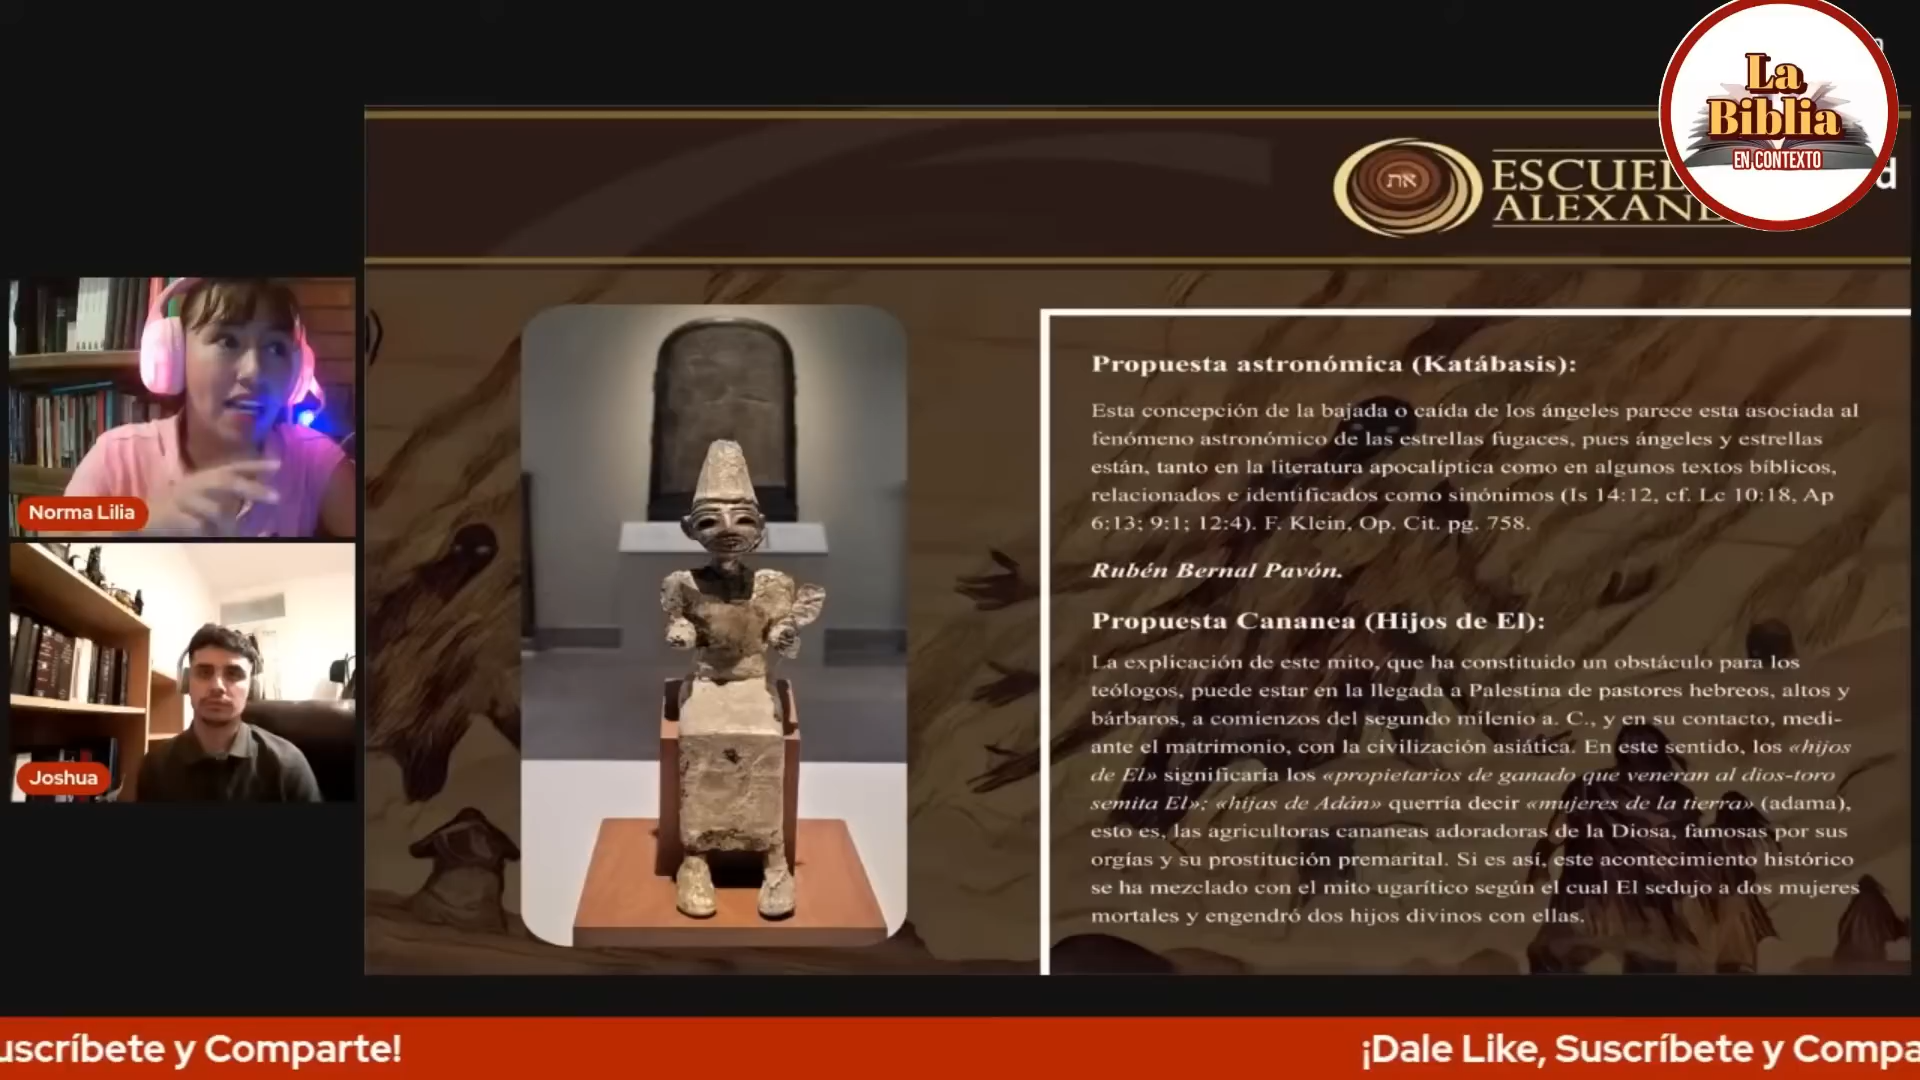 La
Biblia
EN CONTEXTO
את
ESCUEL
ALEXAN
d
Norma Lilia
Joshua
Propuesta astronómica (Katábasis):
Esta concepción de la bajada o caída de los ángeles parece esta asociada al
fenómeno astronómico de las estrellas fugaces, pues ángeles y estrellas
están, tanto en la literatura apocalíptica como en algunos textos bíblicos,
relacionados e identificados como sinónimos (Is 14:12, cf. Lc 10:18, Ap
6:13; 9:1; 12:4). F. Klein, Op. Cit. pg. 758.
Rubén Bernal Pavón.
Propuesta Cananea (Hijos de El):
La explicación de este mito, que ha constituido un obstáculo para los
teólogos, puede estar en la llegada a Palestina de pastores hebreos, altos y
bárbaros, a comienzos del segundo milenio a. C., y en su contacto, medi-
ante el matrimonio, con la civilización asiática. En este sentido, los «hijos
de El» significaría los «propietarios de ganado que veneran al dios-toro
semita El»; «hijas de Adán» querría decir «mujeres de la tierra» (adama),
esto es, las agricultoras cananeas adoradoras de la Diosa, famosas por sus
orgías y su prostitución premarital. Si es así, este acontecimiento histórico
se ha mezclado con el mito ugarítico según el cual El sedujo a dos mujeres
mortales y engendró dos hijos divinos con ellas.
uscríbete y Comparte!
¡Dale Like, Suscríbete y Compa